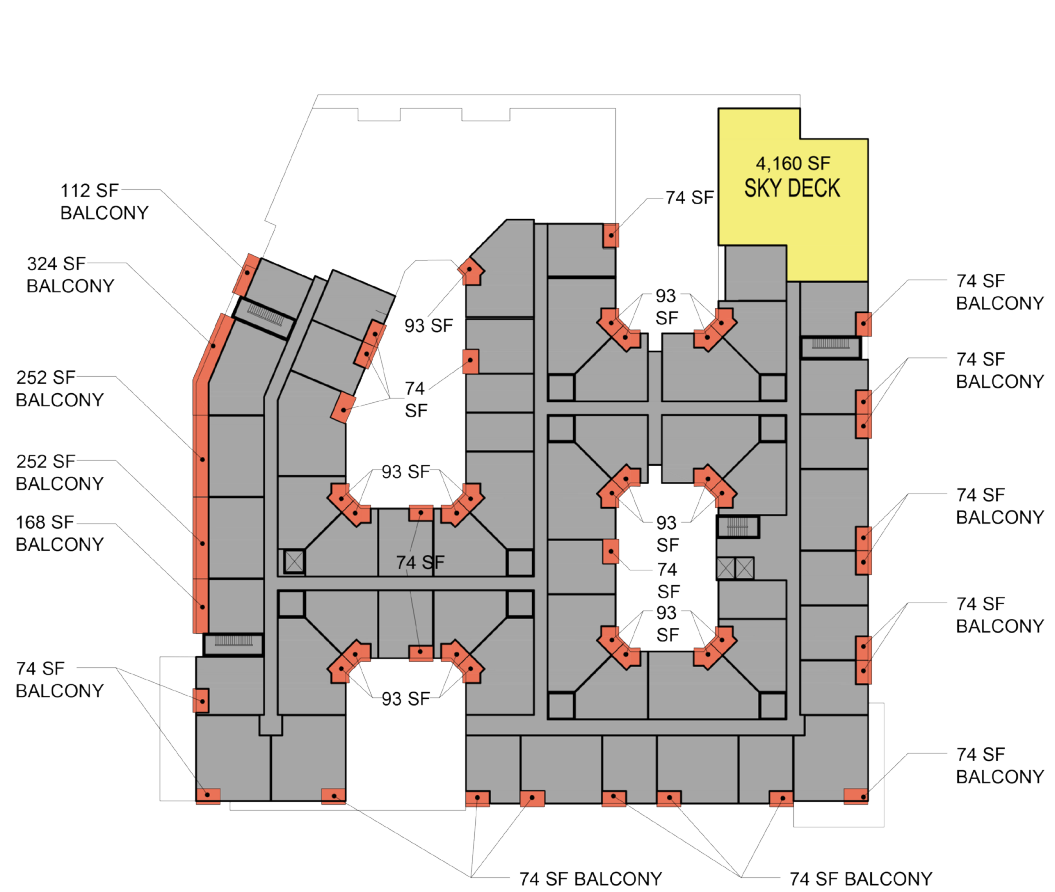 4,160 SF
SKY DECK
112 SF
BALCONY
74 SF
324 SF
BALCONY
74 SF
BALCONY
93
SF
93 SF
74 SF
BALCONY
252 SF
BALCONY
74
SF
252 SF
BALCONY
93 SF
74 SF
BALCONY
168 SF
BALCONY
93
SF
74 SF
74
SF
74 SF
BALCONY
93
SF
74 SF
BALCONY
93 SF
74 SF
BALCONY
74 SF BALCONY
74 SF BALCONY